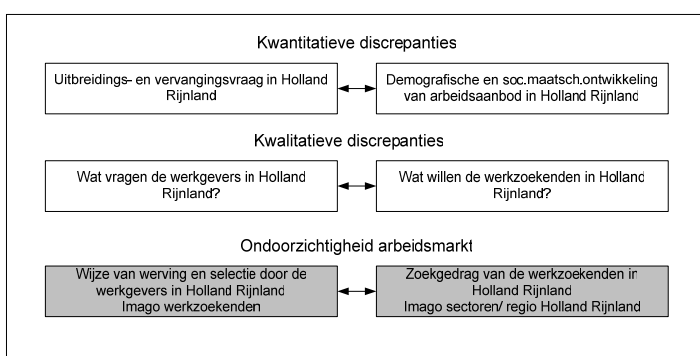 Kwantitatieve discrepanties
Uitbreidings- en vervangingsvraag in Holland
Rijnland
Demografische en soc.maatsch.ontwikkeling
van arbeidsaanbod in Holland Rijnland
Kwalitatieve discrepanties
Wat vragen de werkgevers in Holland
Rijnland?
Wat willen de werkzoekenden in Holland
Rijnland?
Ondoorzichtigheid arbeidsmarkt
Wijze van werving en selectie door de
werkgevers in Holland Rijnland
Imago werkzoekenden
Zoekgedrag van de werkzoekenden in
Holland Rijnland
Imago sectoren/ regio Holland Rijnland